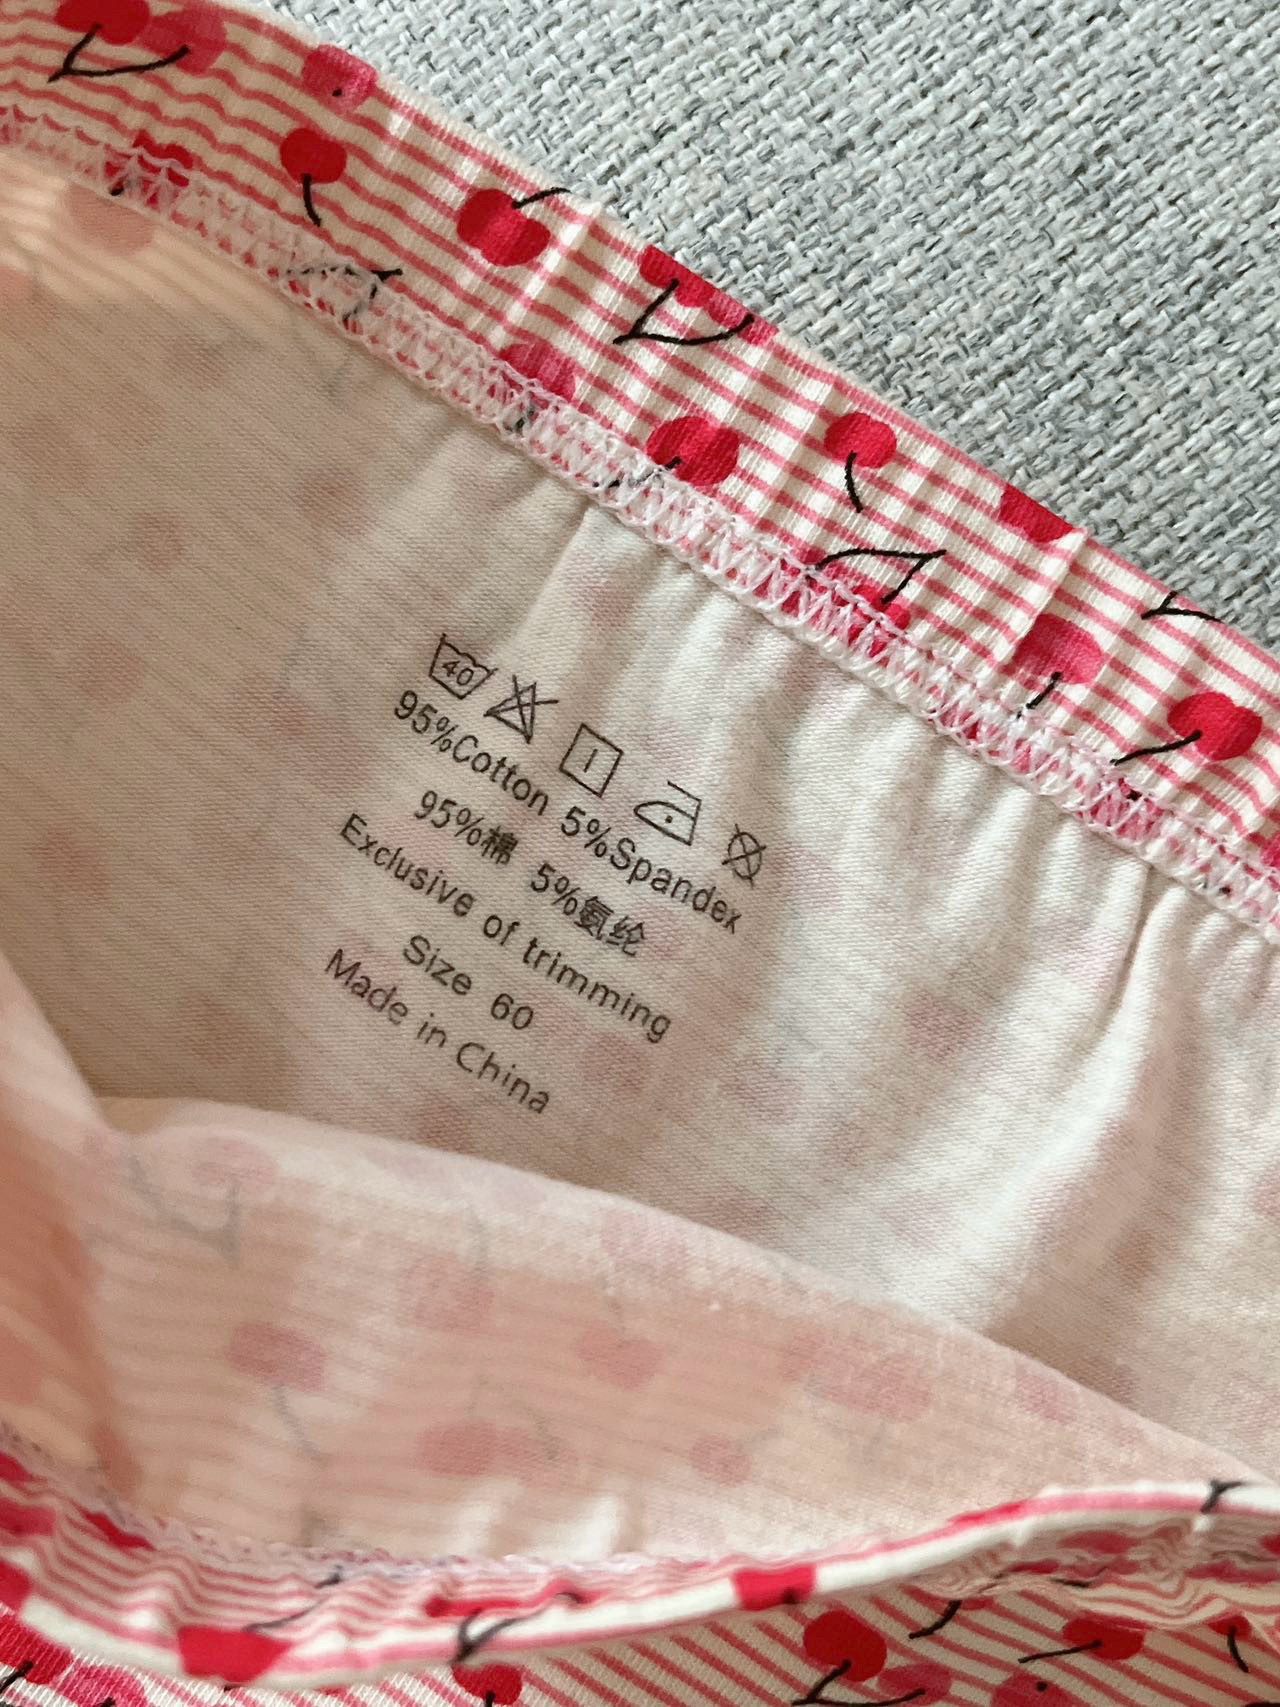 40
95%Cotton 5%Spandex
95%棉 5%氨纶
Exclusive of trimming
Size 60
Made in China